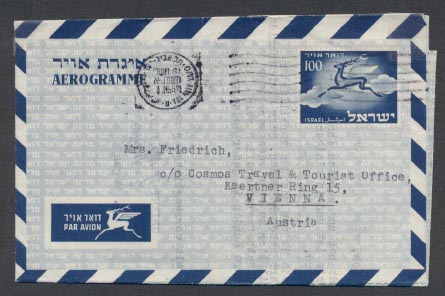 איגרת אויר
AEROGRAMME
דואר אויר
100
ישראל
ISRAEL اسرائيل
Mrs. Friedrich,
c/o Cosmos Travel & Tourist Office,
Kaertner Ring 15,
VIENNA.
Austria
דואר אויר
PAR AVION